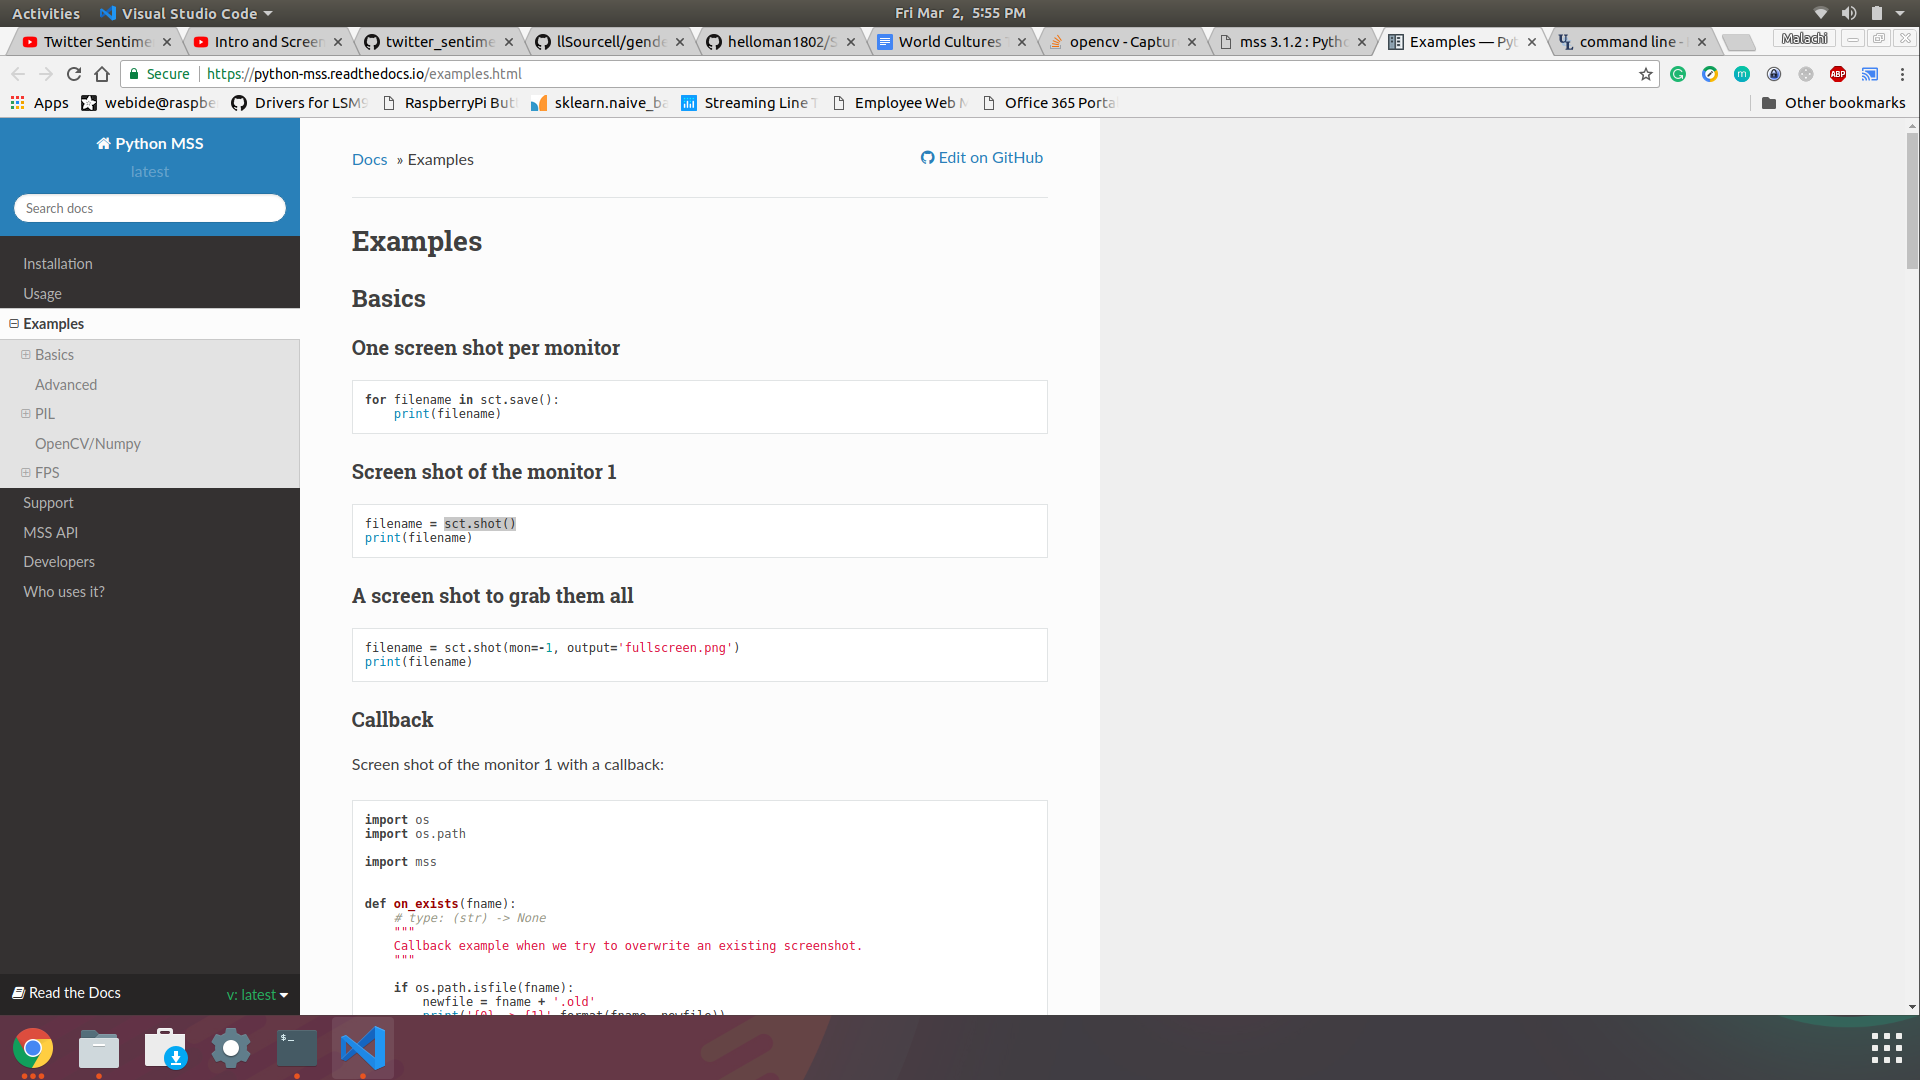 Activities
Visual Studio Code
Fri Mar 2, 5:55 PM
Twitter Sentime
Intro and Screen
twitter_sentime
llSourcell/gende
helloman1802/S
World Cultures
opencv - Captur
mss 3.1.2 : Pytho
Examples — Pyt
command line -
Malachi
Secure
https://python-mss.readthedocs.io/examples.html
Apps
webide@raspbe
Drivers for LSM9
RaspberryPi But
sklearn.naive_ba
Streaming Line T
Employee Web M
Office 365 Porta
Other bookmarks
Python MSS
latest
Search docs
Installation
Usage
Examples
Basics
Advanced
PIL
OpenCV/Numpy
FPS
Support
MSS API
Developers
Who uses it?
Read the Docs
v: latest
Docs » Examples
Edit on GitHub
Examples
Basics
One screen shot per monitor
for filename in sct.save():
    print(filename)
Screen shot of the monitor 1
filename = sct.shot()
print(filename)
A screen shot to grab them all
filename = sct.shot(mon=-1, output='fullscreen.png')
print(filename)
Callback
Screen shot of the monitor 1 with a callback:
import os
import os.path
import mss
def on_exists(fname):
    # type: (str) -> None
    """
    Callback example when we try to overwrite an existing screenshot.
    """
    if os.path.isfile(fname):
        newfile = fname + '.old'
        print('{0} -> {1}'.format(fname, newfile))